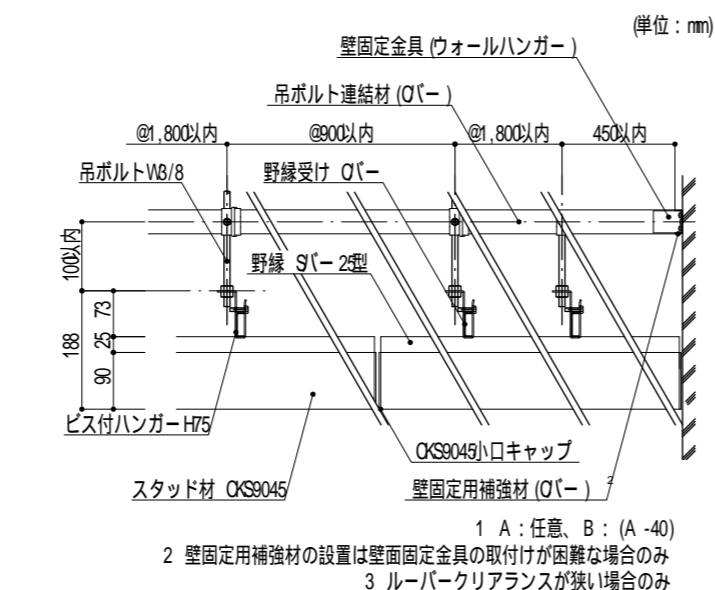 (単位：mm)
壁固定金具 (ウォールハンガー )
吊ボルト連結材 (Cバー )
@1,800以内
@900以内
@1,800以内
450以内
吊ボルトW3/8
野縁受け Cバー
100以内
野縁 Sバー 25型
73
188
25
90
ビス付ハンガーH75
CKS9045小口キャップ
スタッド材 CKS9045
壁固定用補強材 (Cバー ) 2
1 A : 任意、B : (A -40)
2 壁固定用補強材の設置は壁面固定金具の取付けが困難な場合のみ
3 ルーバークリアランスが狭い場合のみ